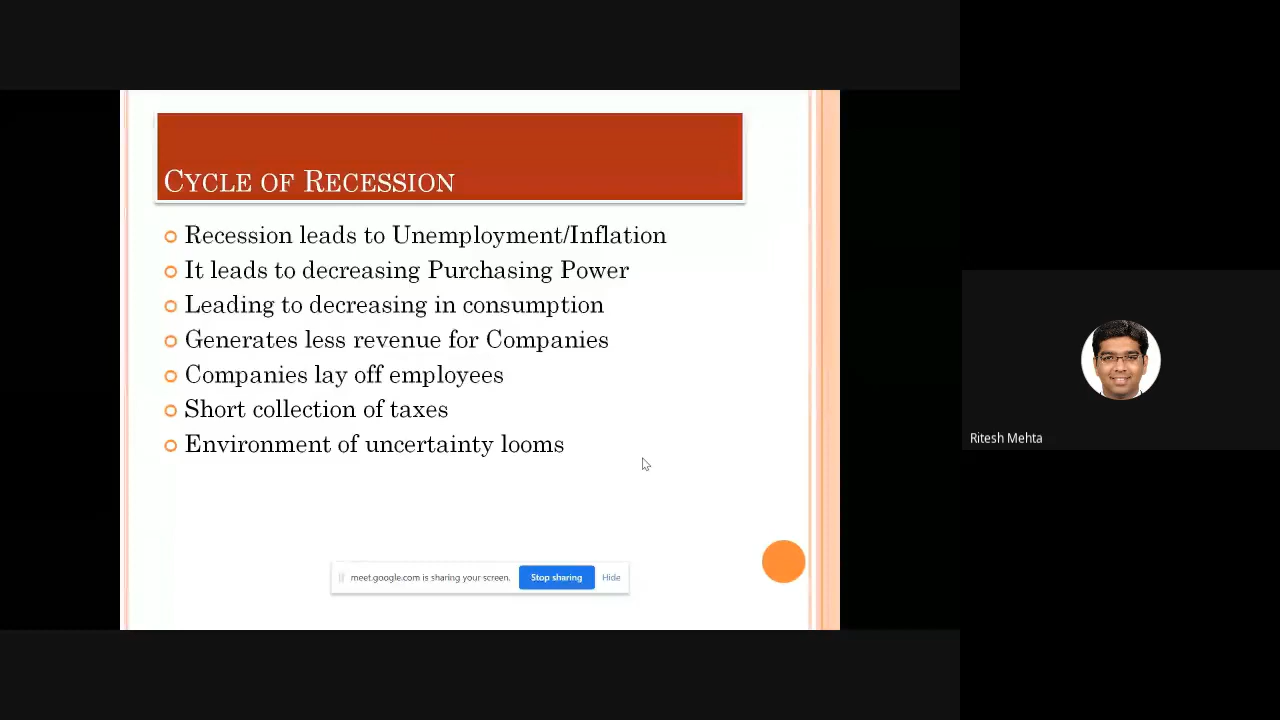 CYCLE OF RECESSION
Recession leads to Unemployment/Inflation
It leads to decreasing Purchasing Power
Leading to decreasing in consumption
Generates less revenue for Companies
Companies lay off employees
Short collection of taxes
Environment of uncertainty looms
meet.google.com is sharing your screen. Stop sharing Hide
Ritesh Mehta